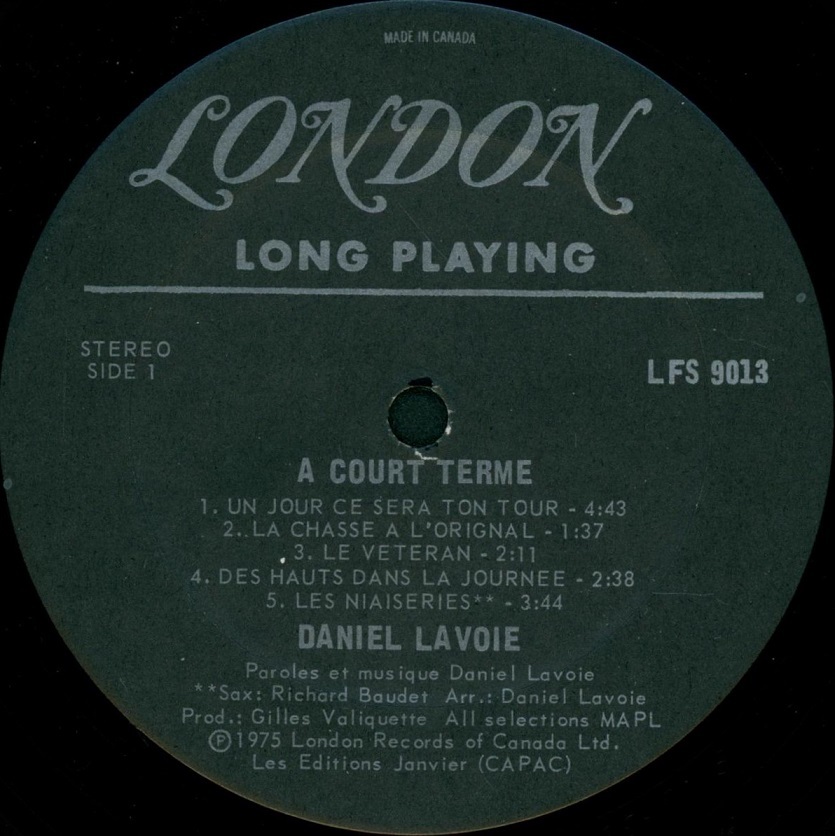 MADE IN CANADA
LONDON
LONG PLAYING
STEREO
SIDE 1
LFS 9013
A COURT TERME
1. UN JOUR CE SERA TON TOUR - 4:43
2. LA CHASSE A L'ORIGNAL - 1:37
3. LE VETERAN - 2:11
4. DES HAUTS DANS LA JOURNEE - 2:38
5. LES NIAISERIES** - 3:44
DANIEL LAVOIE
Paroles et musique Daniel Lavoie
**Sax: Richard Baudet Arr.: Daniel Lavoie
Prod.: Gilles Valiquette All selections MAPL
℗1975 London Records of Canada Ltd.
Les Editions Janvier (CAPAC)